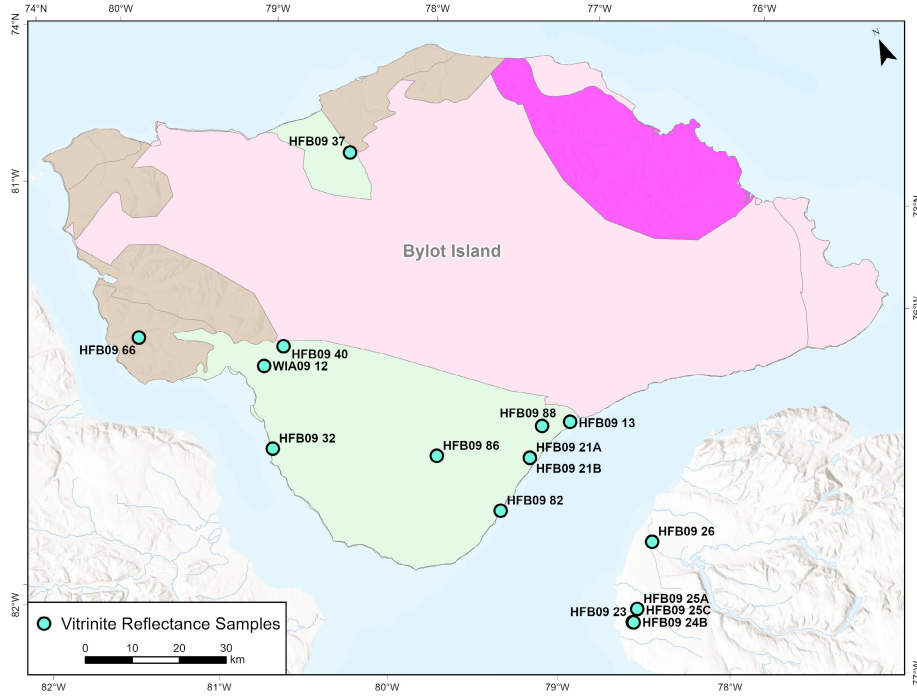 74°N 80°W 79°W 78°W 77°W 76°W
74°N
N
HFB09 37
81°W
Bylot Island
76°W
HFB09 66
HFB09 40
WIA09 12
HFB09 88
HFB09 13
HFB09 32
HFB09 86
HFB09 21A
HFB09 21B
HFB09 82
HFB09 26
82°W
HFB09 25A
HFB09 23
HFB09 25C
HFB09 24B
Vitrinite Reflectance Samples
0 10 20 30
km
82°W 81°W 80°W 79°W 78°W